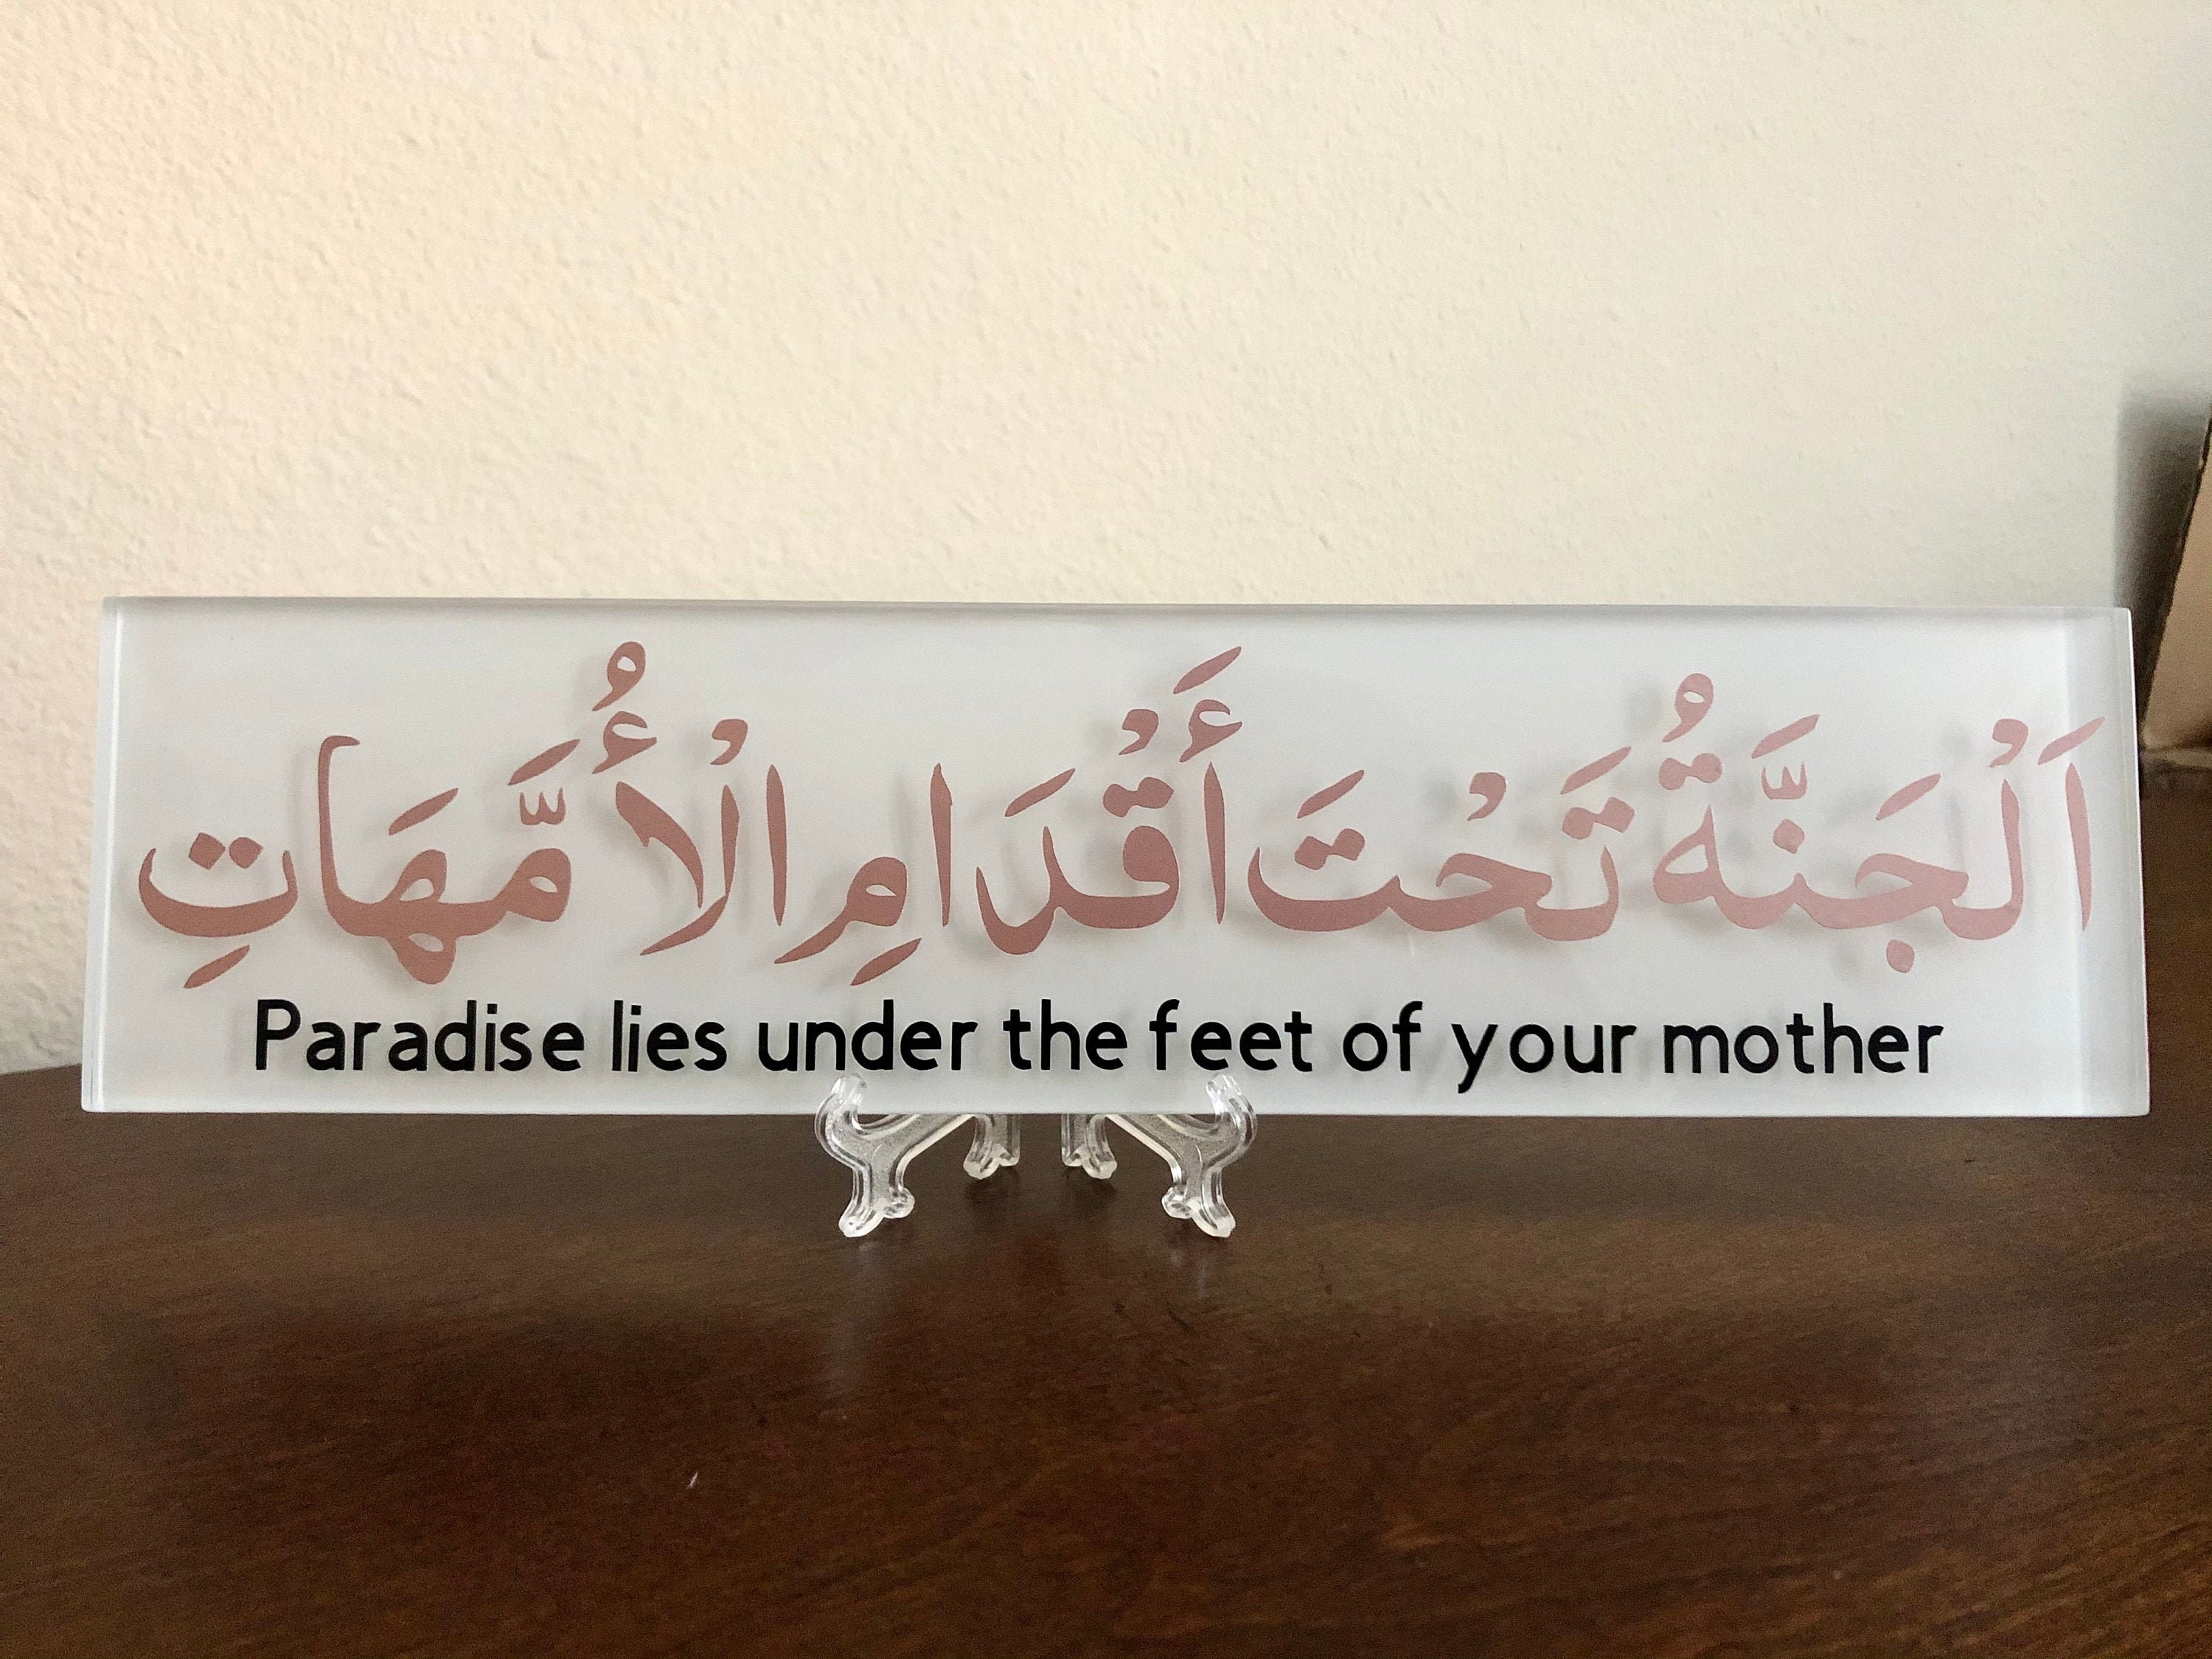 اَلْجَنَّةُ تَحْتَ أَقْدَامِ الْأُمَّهَاتِ
Paradise lies under the feet of your mother